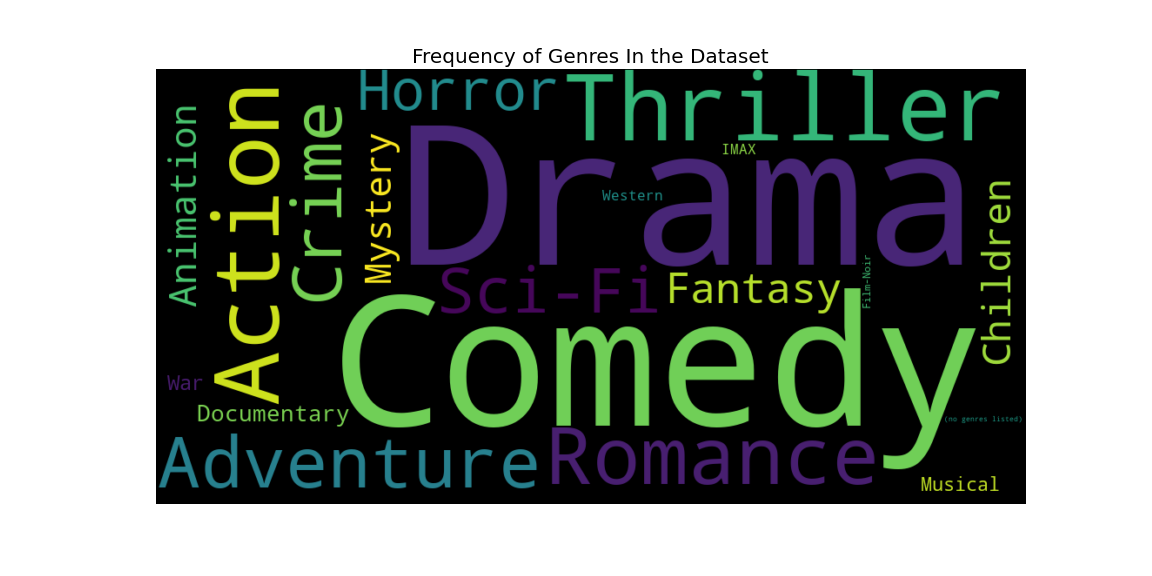 Frequency of Genres In the Dataset
Horror
Thriller
Animation
Action
Crime
Mystery
Drama
IMAX
Western
Children
Sci-Fi
Fantasy
Film-Noir
Comedy
War
Documentary
(no genres listed)
Adventure
Romance
Musical